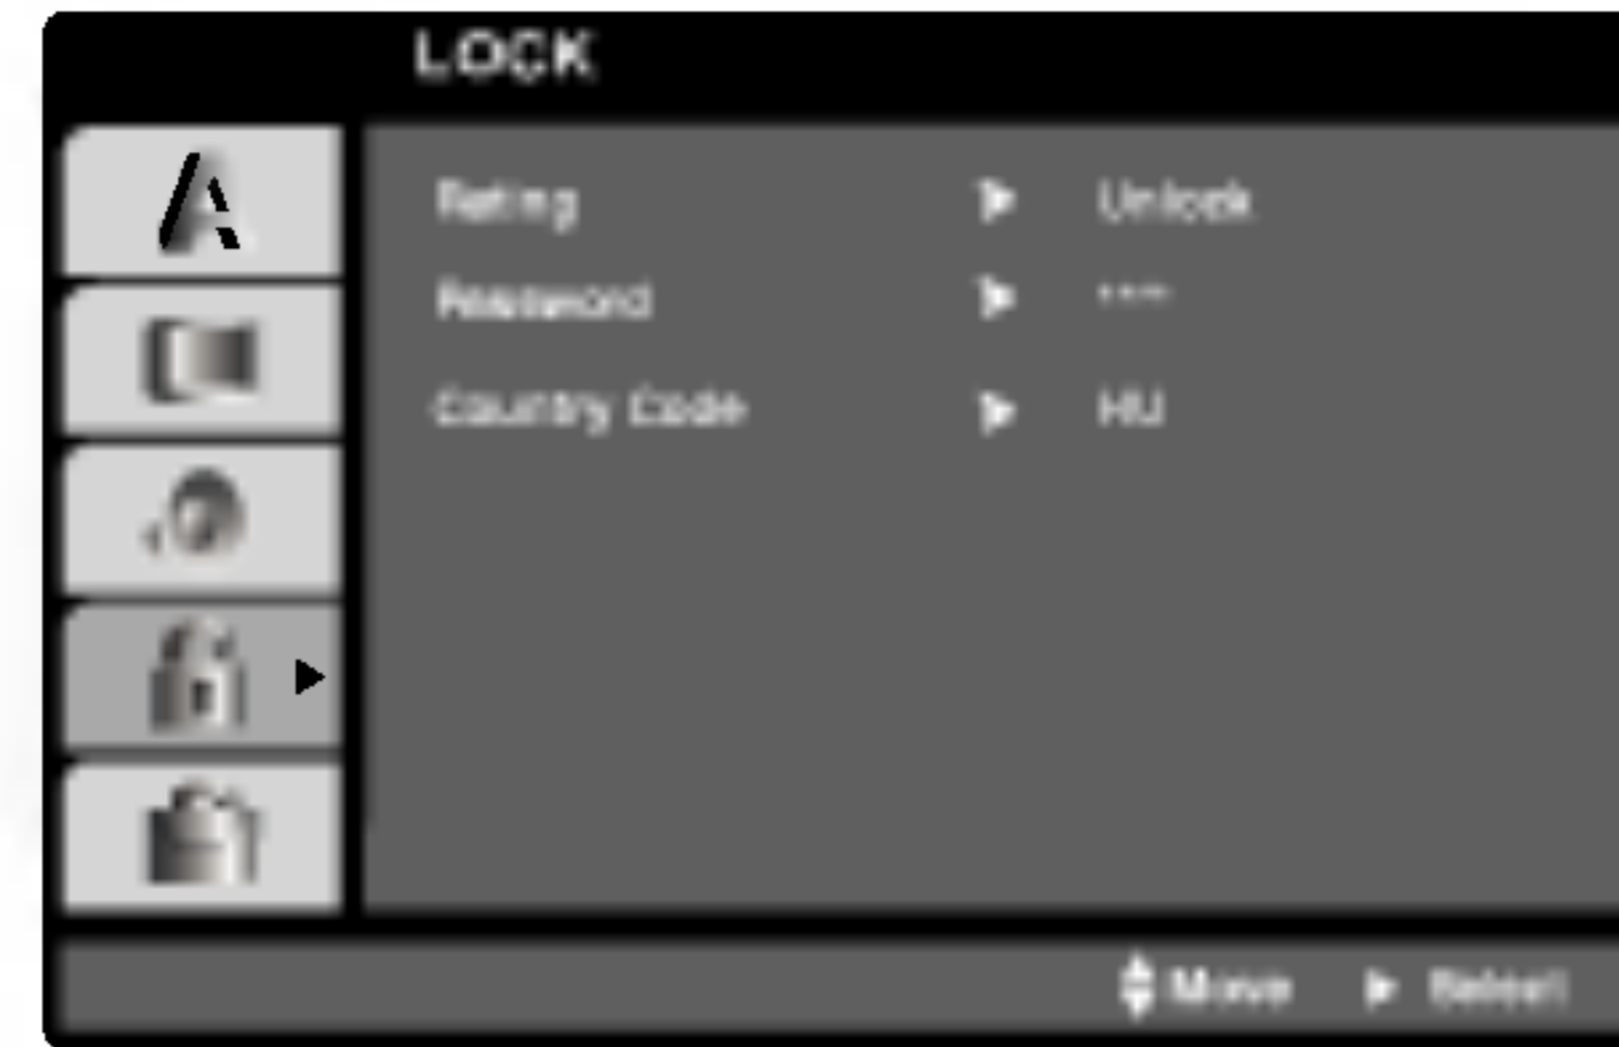 LOCK
Rating Unlock
Password ****
Country Code HU
Move Select